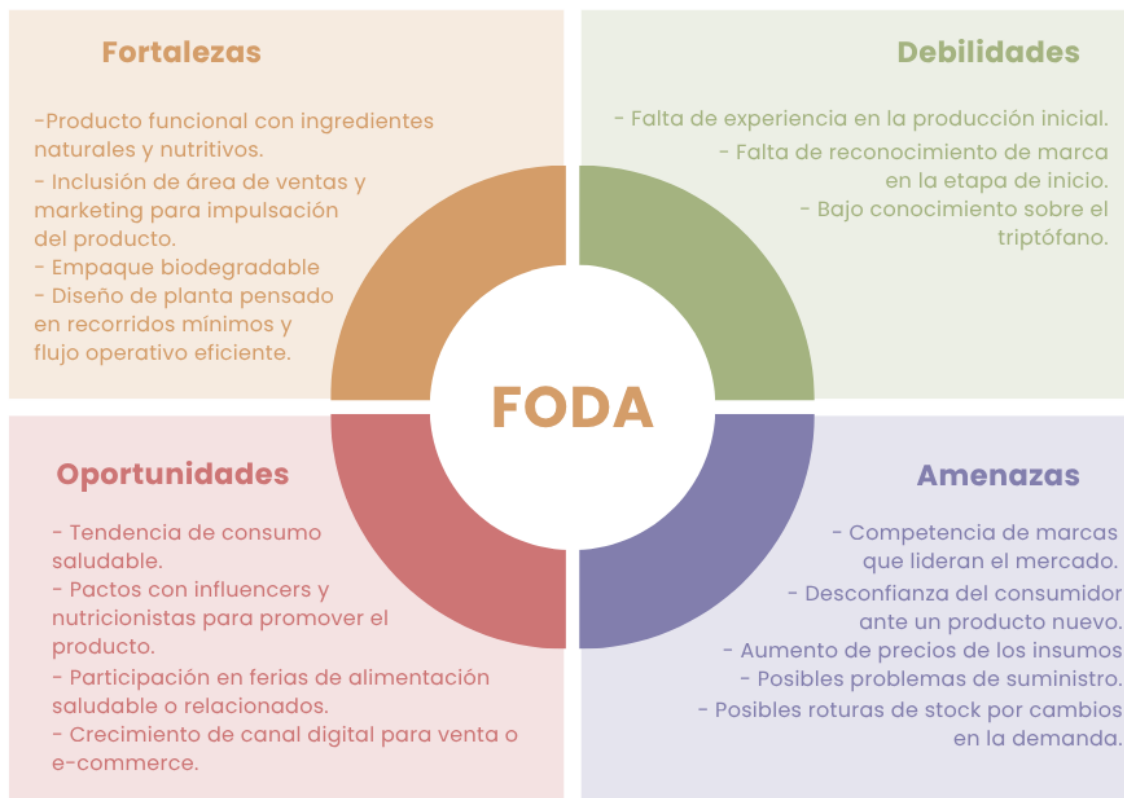 Fortalezas
-Producto funcional con ingredientes
naturales y nutritivos.
- Inclusión de área de ventas y
marketing para impulsación
del producto.
- Empaque biodegradable
- Diseño de planta pensado
en recorridos mínimos y
flujo operativo eficiente.
Debilidades
- Falta de experiencia en la producción inicial.
- Falta de reconocimiento de marca
en la etapa de inicio.
- Bajo conocimiento sobre el
triptófano.
FODA
Oportunidades
- Tendencia de consumo
saludable.
- Pactos con influencers y
nutricionistas para promover el
producto.
- Participación en ferias de alimentación
saludable o relacionados.
- Crecimiento de canal digital para venta o
e-commerce.
Amenazas
- Competencia de marcas
que lideran el mercado.
- Desconfianza del consumidor
ante un producto nuevo.
- Aumento de precios de los insumos
- Posibles problemas de suministro.
- Posibles roturas de stock por cambios
en la demanda.